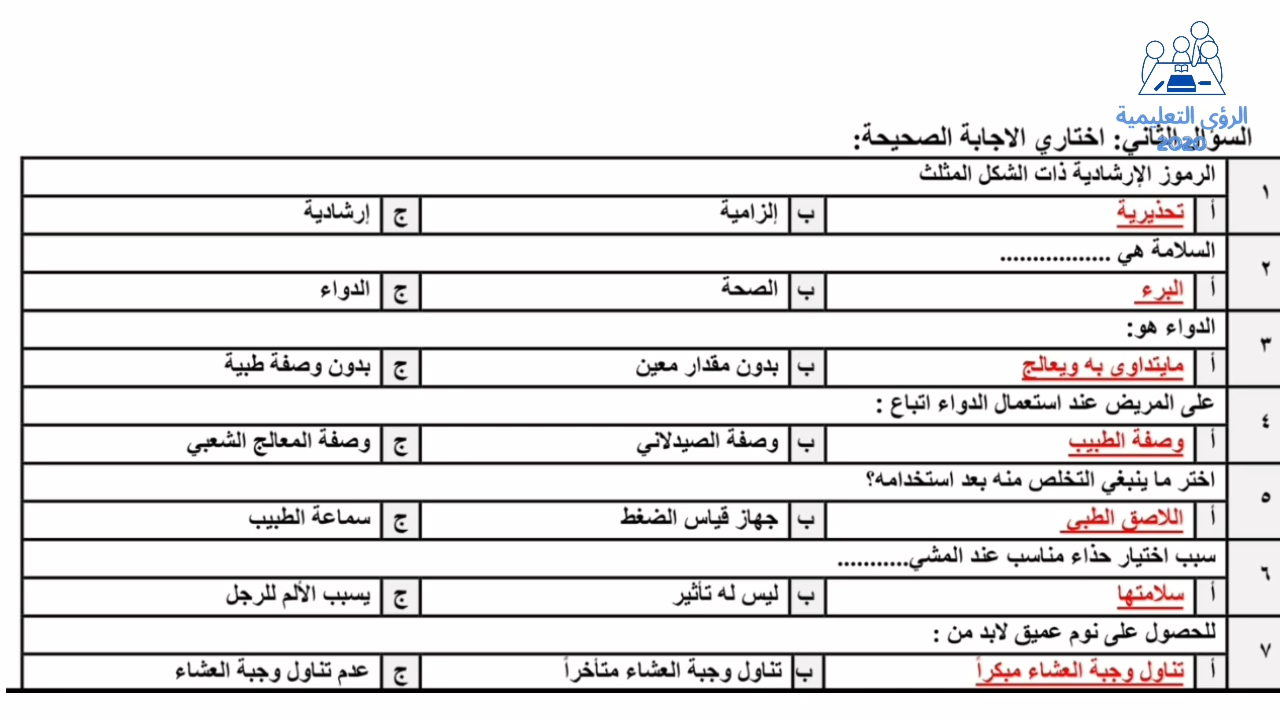 الرؤى التعليمية
2020
السؤال الثاني: اختاري الاجابة الصحيحة:
١ الرموز الإرشادية ذات الشكل المثلث
أ تحذيرية ب إلزامية ج إرشادية
٢ السلامة هي .................
أ البرء ب الصحة ج الدواء
٣ الدواء هو:
أ مايتداوى به ويعالج ب بدون مقدار معين ج بدون وصفة طبية
٤ على المريض عند استعمال الدواء اتباع :
أ وصفة الطبيب ب وصفة الصيدلاني ج وصفة المعالج الشعبي
٥ اختر ما ينبغي التخلص منه بعد استخدامه؟
أ اللاصق الطبي ب جهاز قياس الضغط ج سماعة الطبيب
٦ سبب اختيار حذاء مناسب عند المشي...........
أ سلامتها ب ليس له تأثير ج يسبب الألم للرجل
٧ للحصول على نوم عميق لابد من :
أ تناول وجبة العشاء مبكراً ب تناول وجبة العشاء متأخراً ج عدم تناول وجبة العشاء